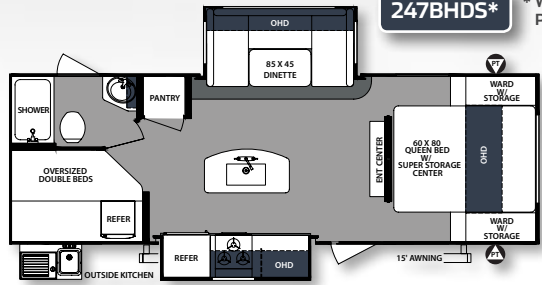 247BHDS*
* W
P
OHD
85 X 45
DINETTE
PT
WARD
W/
STORAGE
SHOWER
PANTRY
ENT CENTER
60 X 80
QUEEN BED
W/
SUPER STORAGE
CENTER
OHD
OVERSIZED
DOUBLE BEDS
REFER
WARD
W/
STORAGE
REFER
OHD
15' AWNING
PT
OUTSIDE KITCHEN